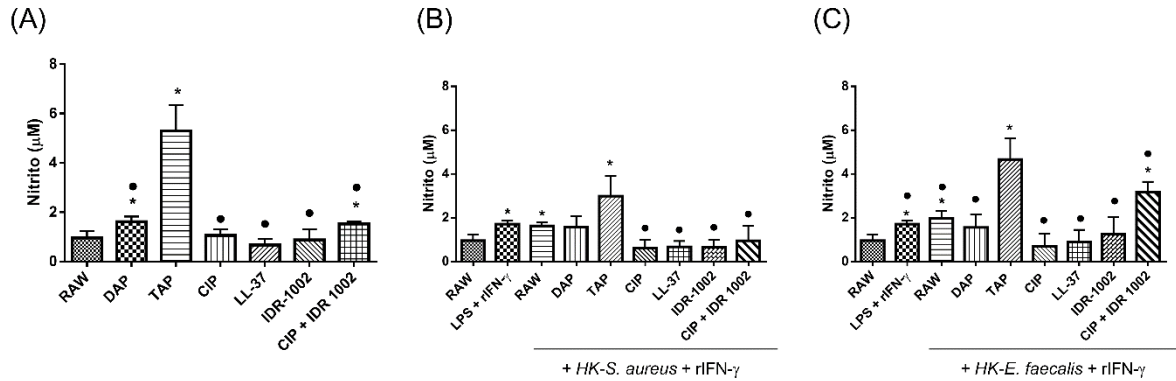 (A)
Nitrito (µM)
8
6
4
2
0
*
● * ● ● ● ● *
RAW DAP TAP CIP LL-37 IDR-1002 CIP + IDR 1002
(B)
Nitrito (µM)
8
6
4
2
0
* * * ● ● ● ●
RAW LPS + rIFN-γ RAW DAP TAP CIP LL-37 IDR-1002 CIP + IDR 1002
+ HK-S. aureus + rIFN-γ
(C)
Nitrito (µM)
8
6
4
2
0
*
● * ● * ● ● ● ● ● *
RAW LPS + rIFN-γ RAW DAP TAP CIP LL-37 IDR-1002 CIP + IDR 1002
+ HK-E. faecalis + rIFN-γ